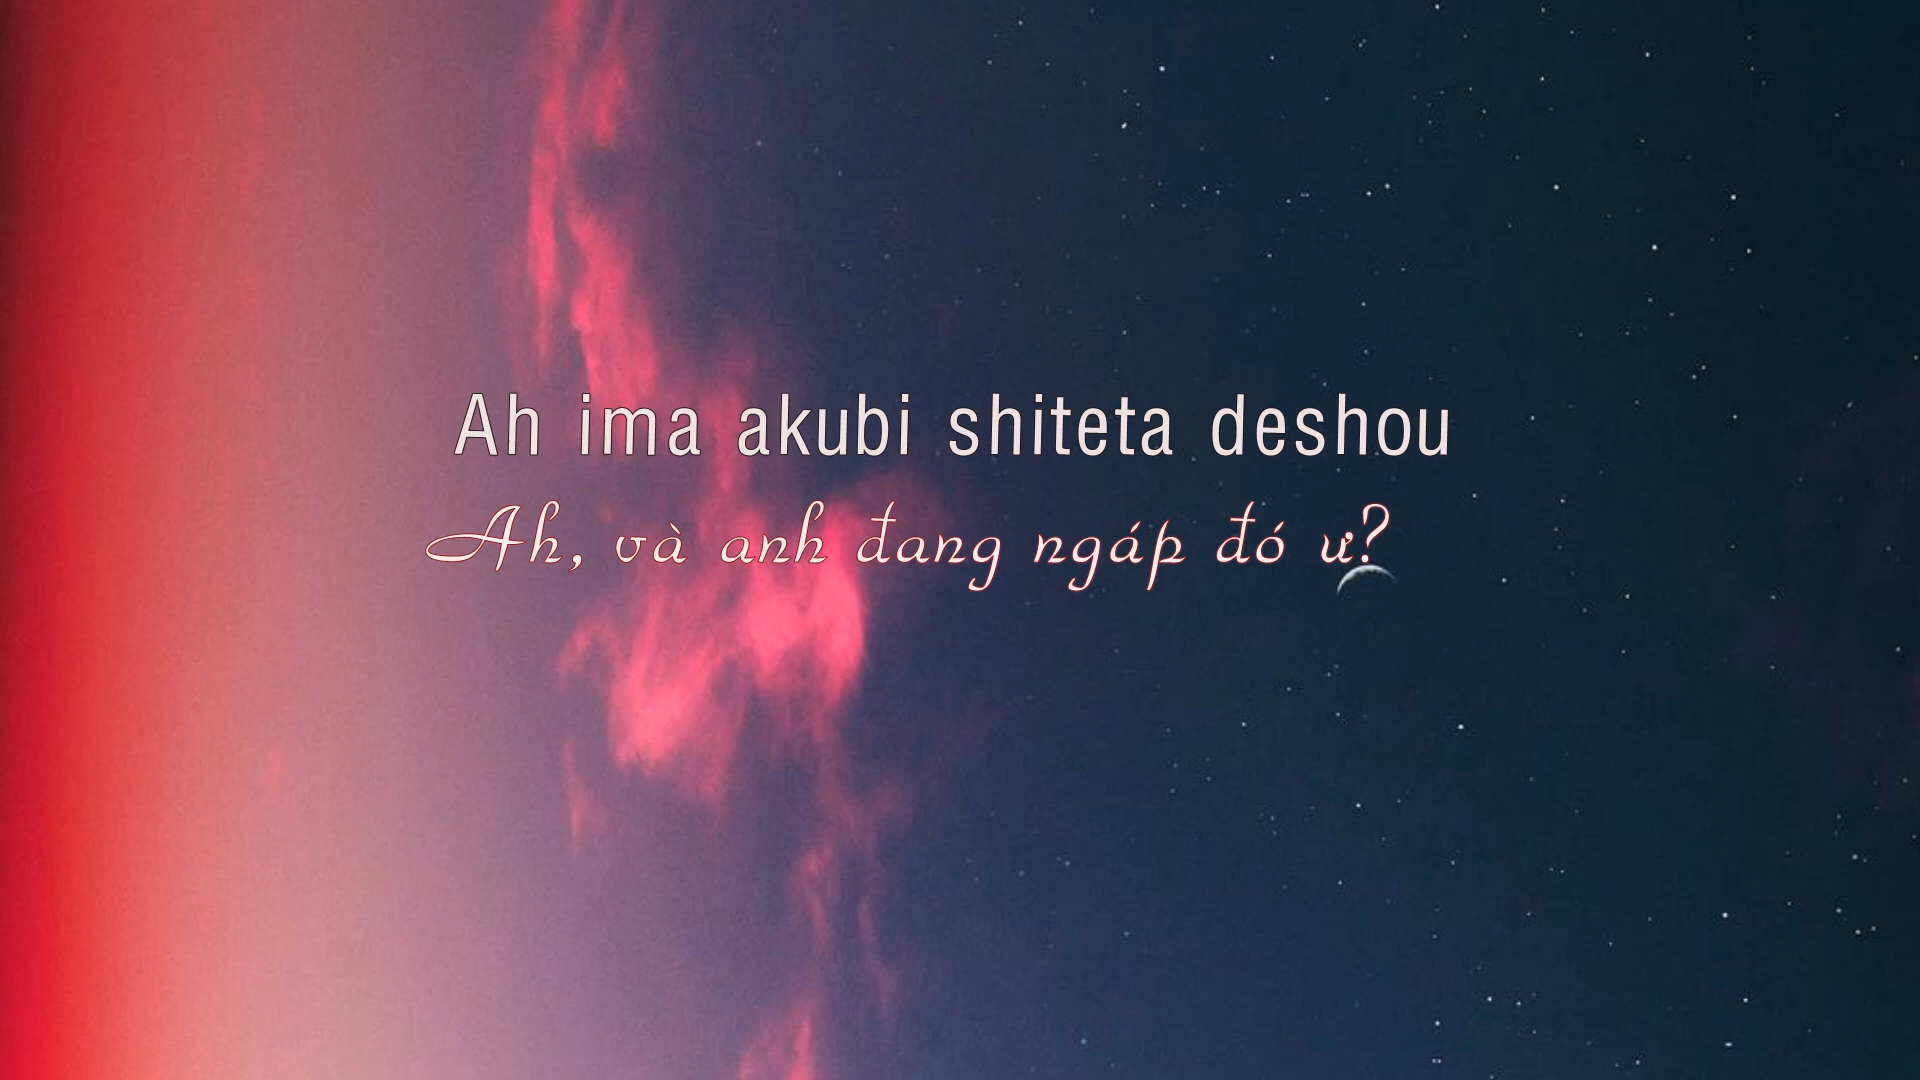 Ah ima akubi shiteta deshou
Ah, và anh đang ngáp đó ư?